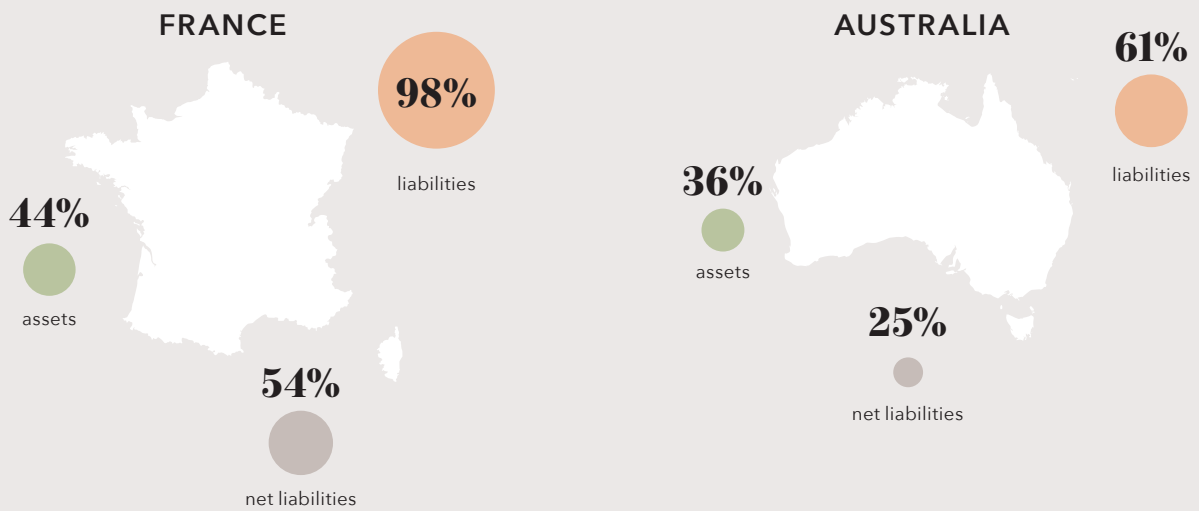 FRANCE
98%
liabilities
44%
assets
54%
net liabilities
AUSTRALIA
61%
liabilities
36%
assets
25%
net liabilities